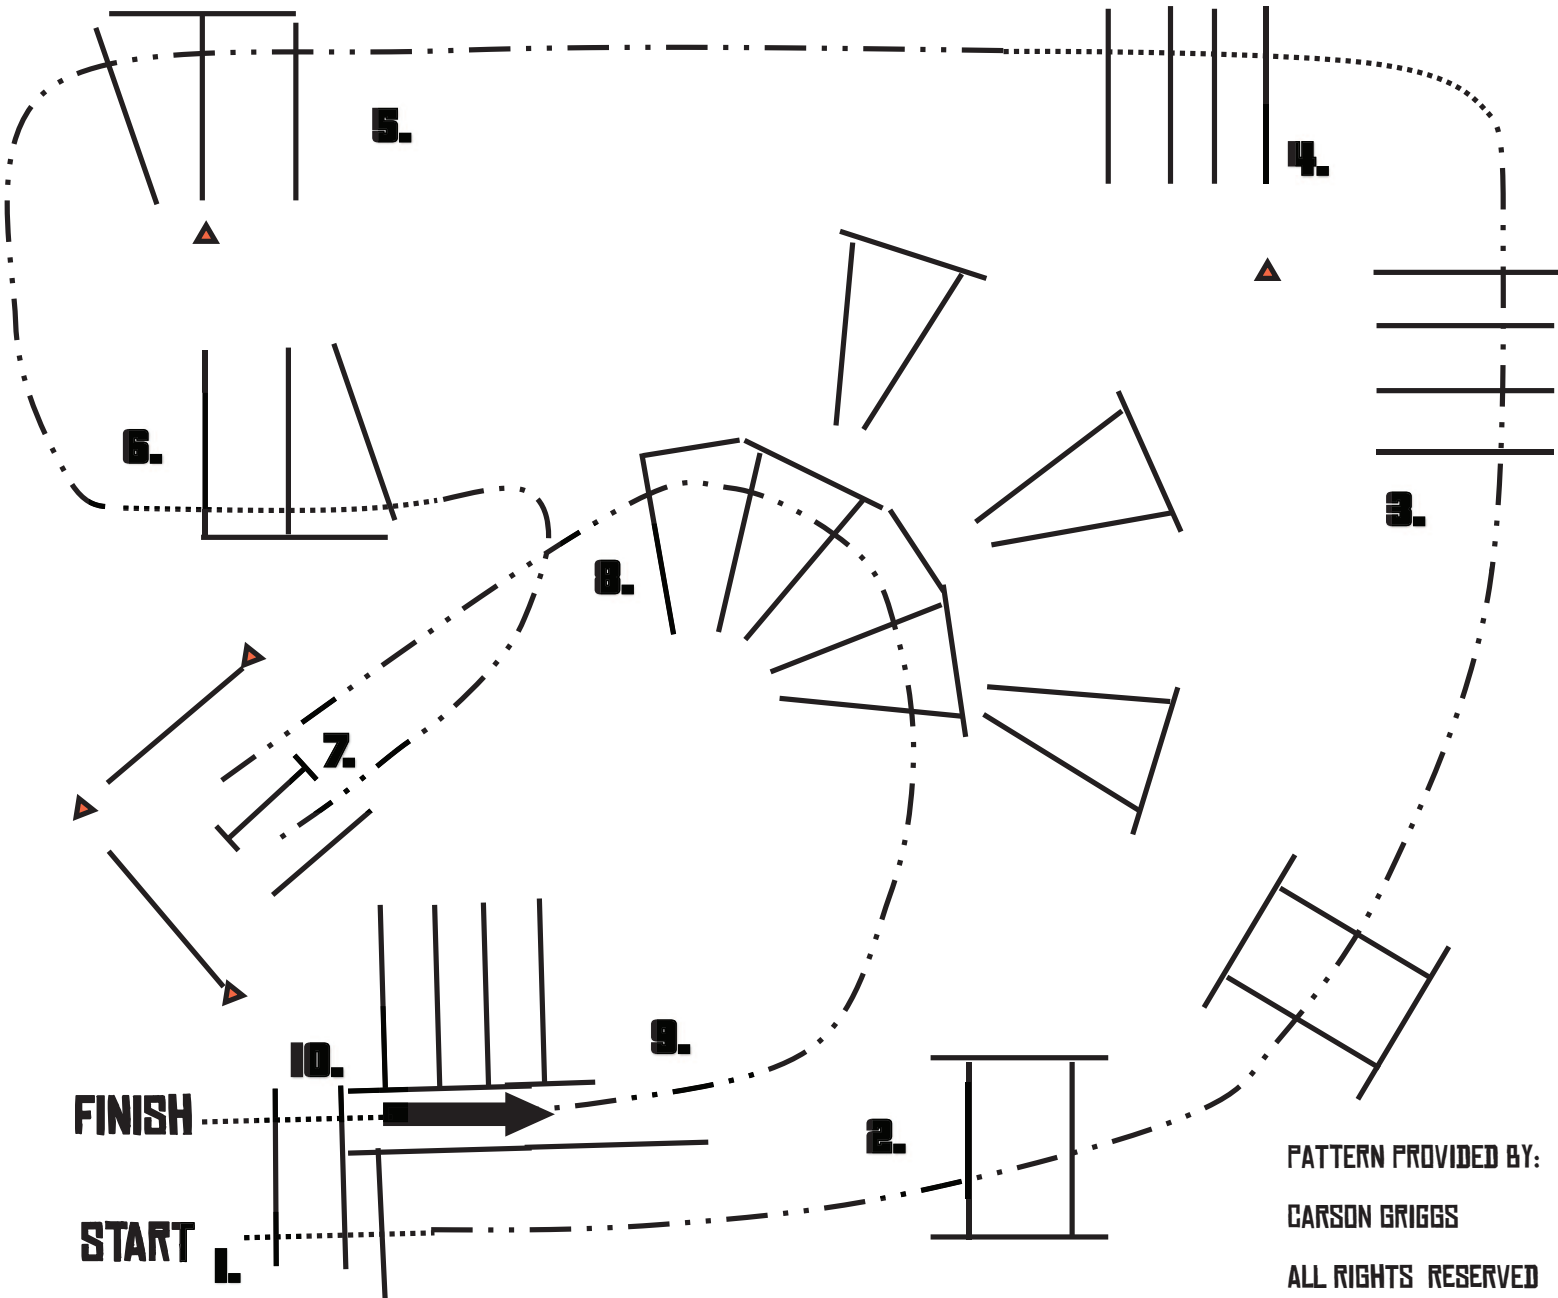 5.
4.
6.
3.
8.
7.
9.
10.
FINISH
2.
START
1.
PATTERN PROVIDED BY:
CARSON GRIGGS
ALL RIGHTS RESERVED